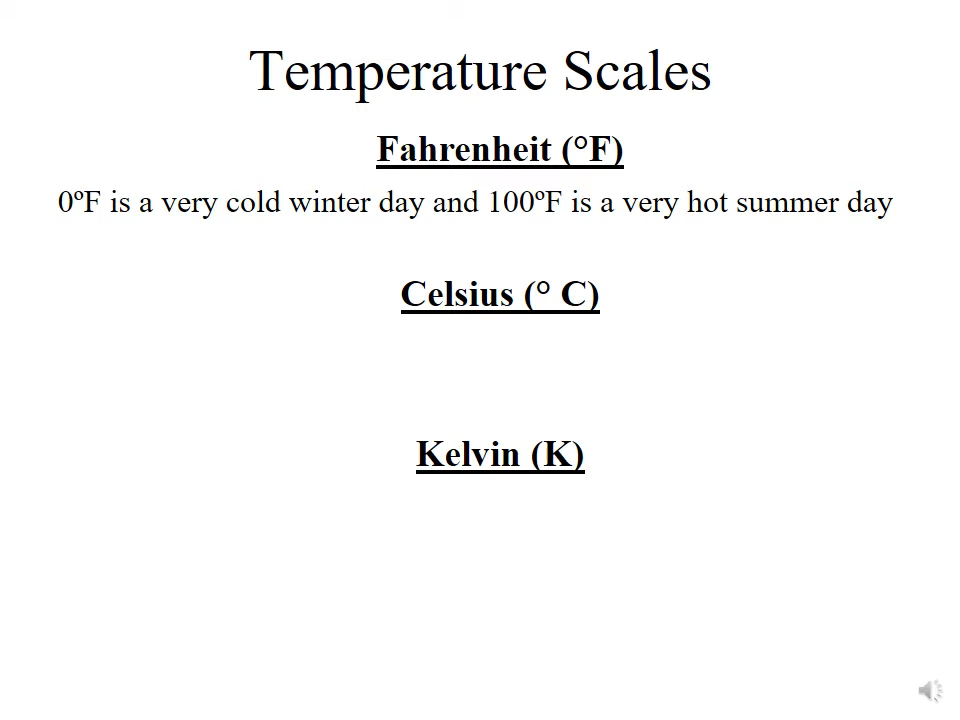 Temperature Scales
Fahrenheit (°F)
0ºF is a very cold winter day and 100ºF is a very hot summer day
Celsius (° C)
Kelvin (K)